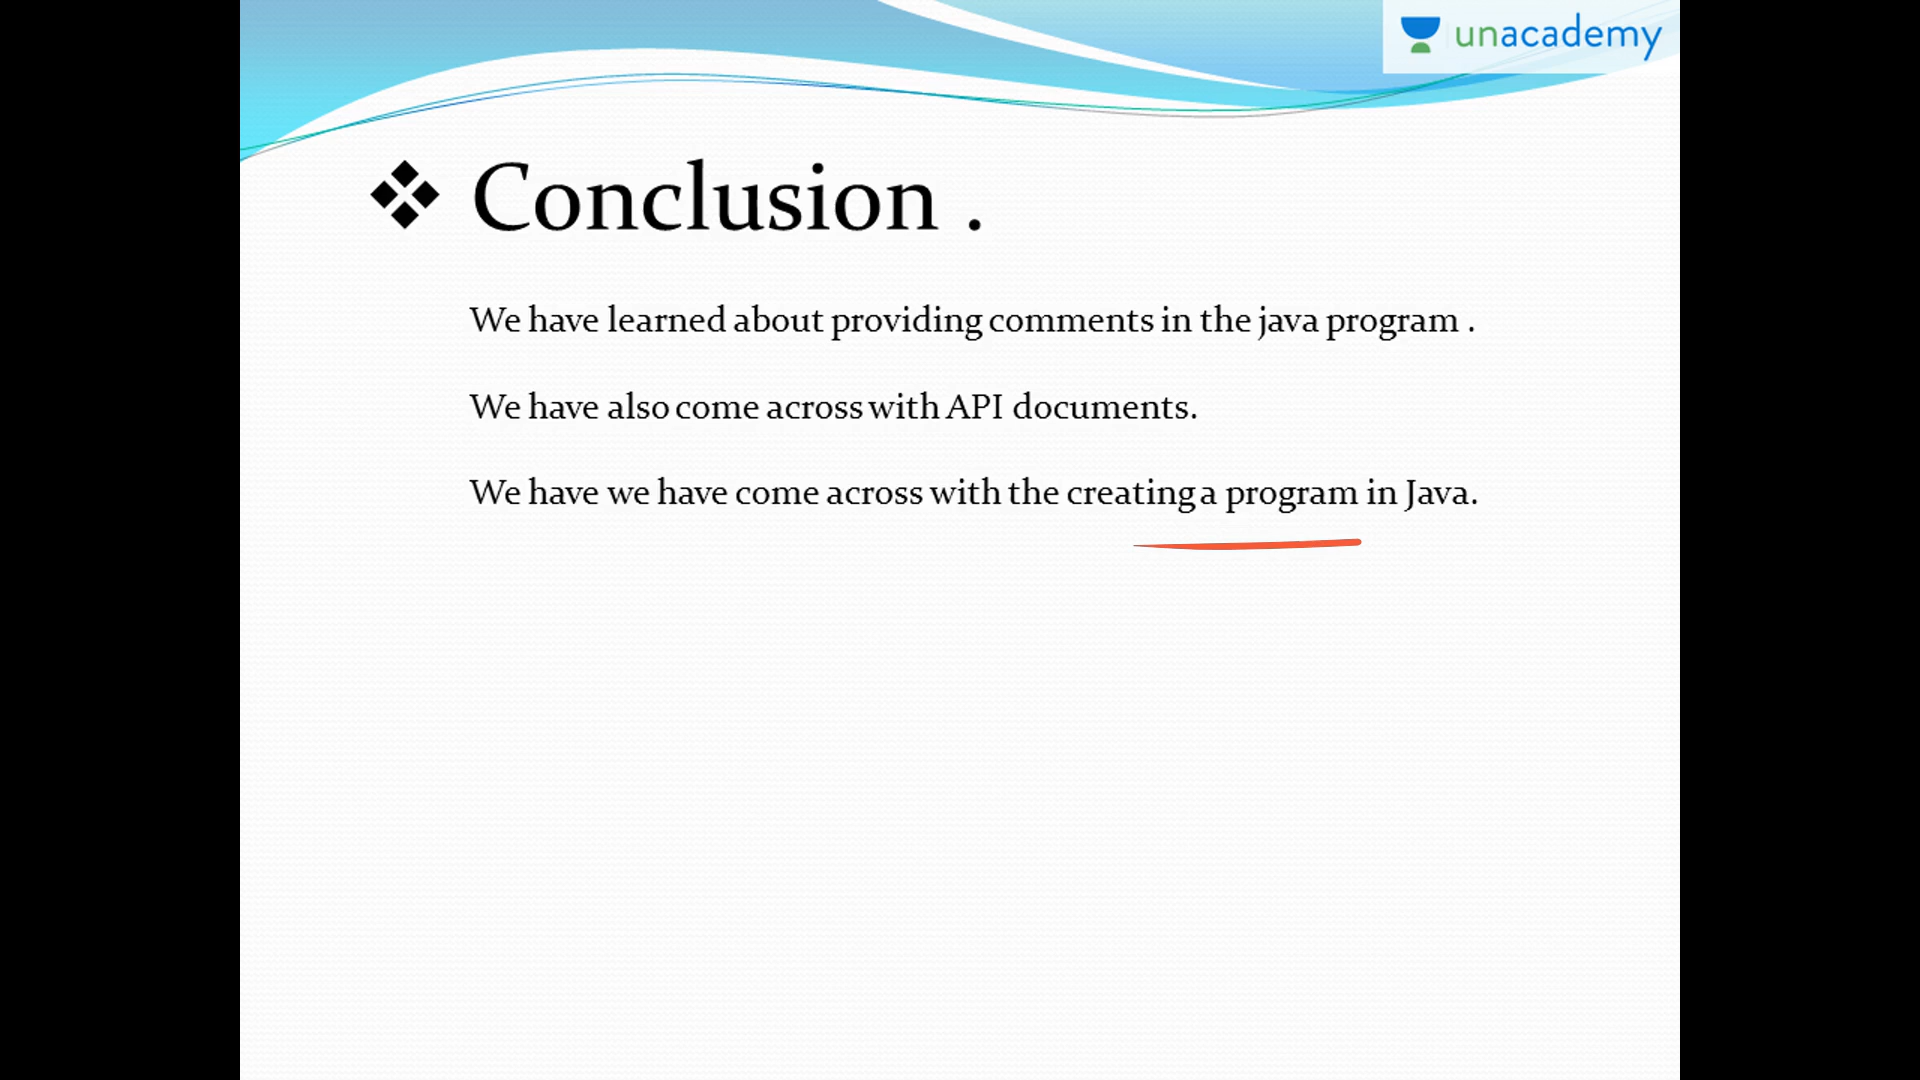 unacademy
❖ Conclusion .
We have learned about providing comments in the java program .
We have also come across with API documents.
We have we have come across with the creating a program in Java.